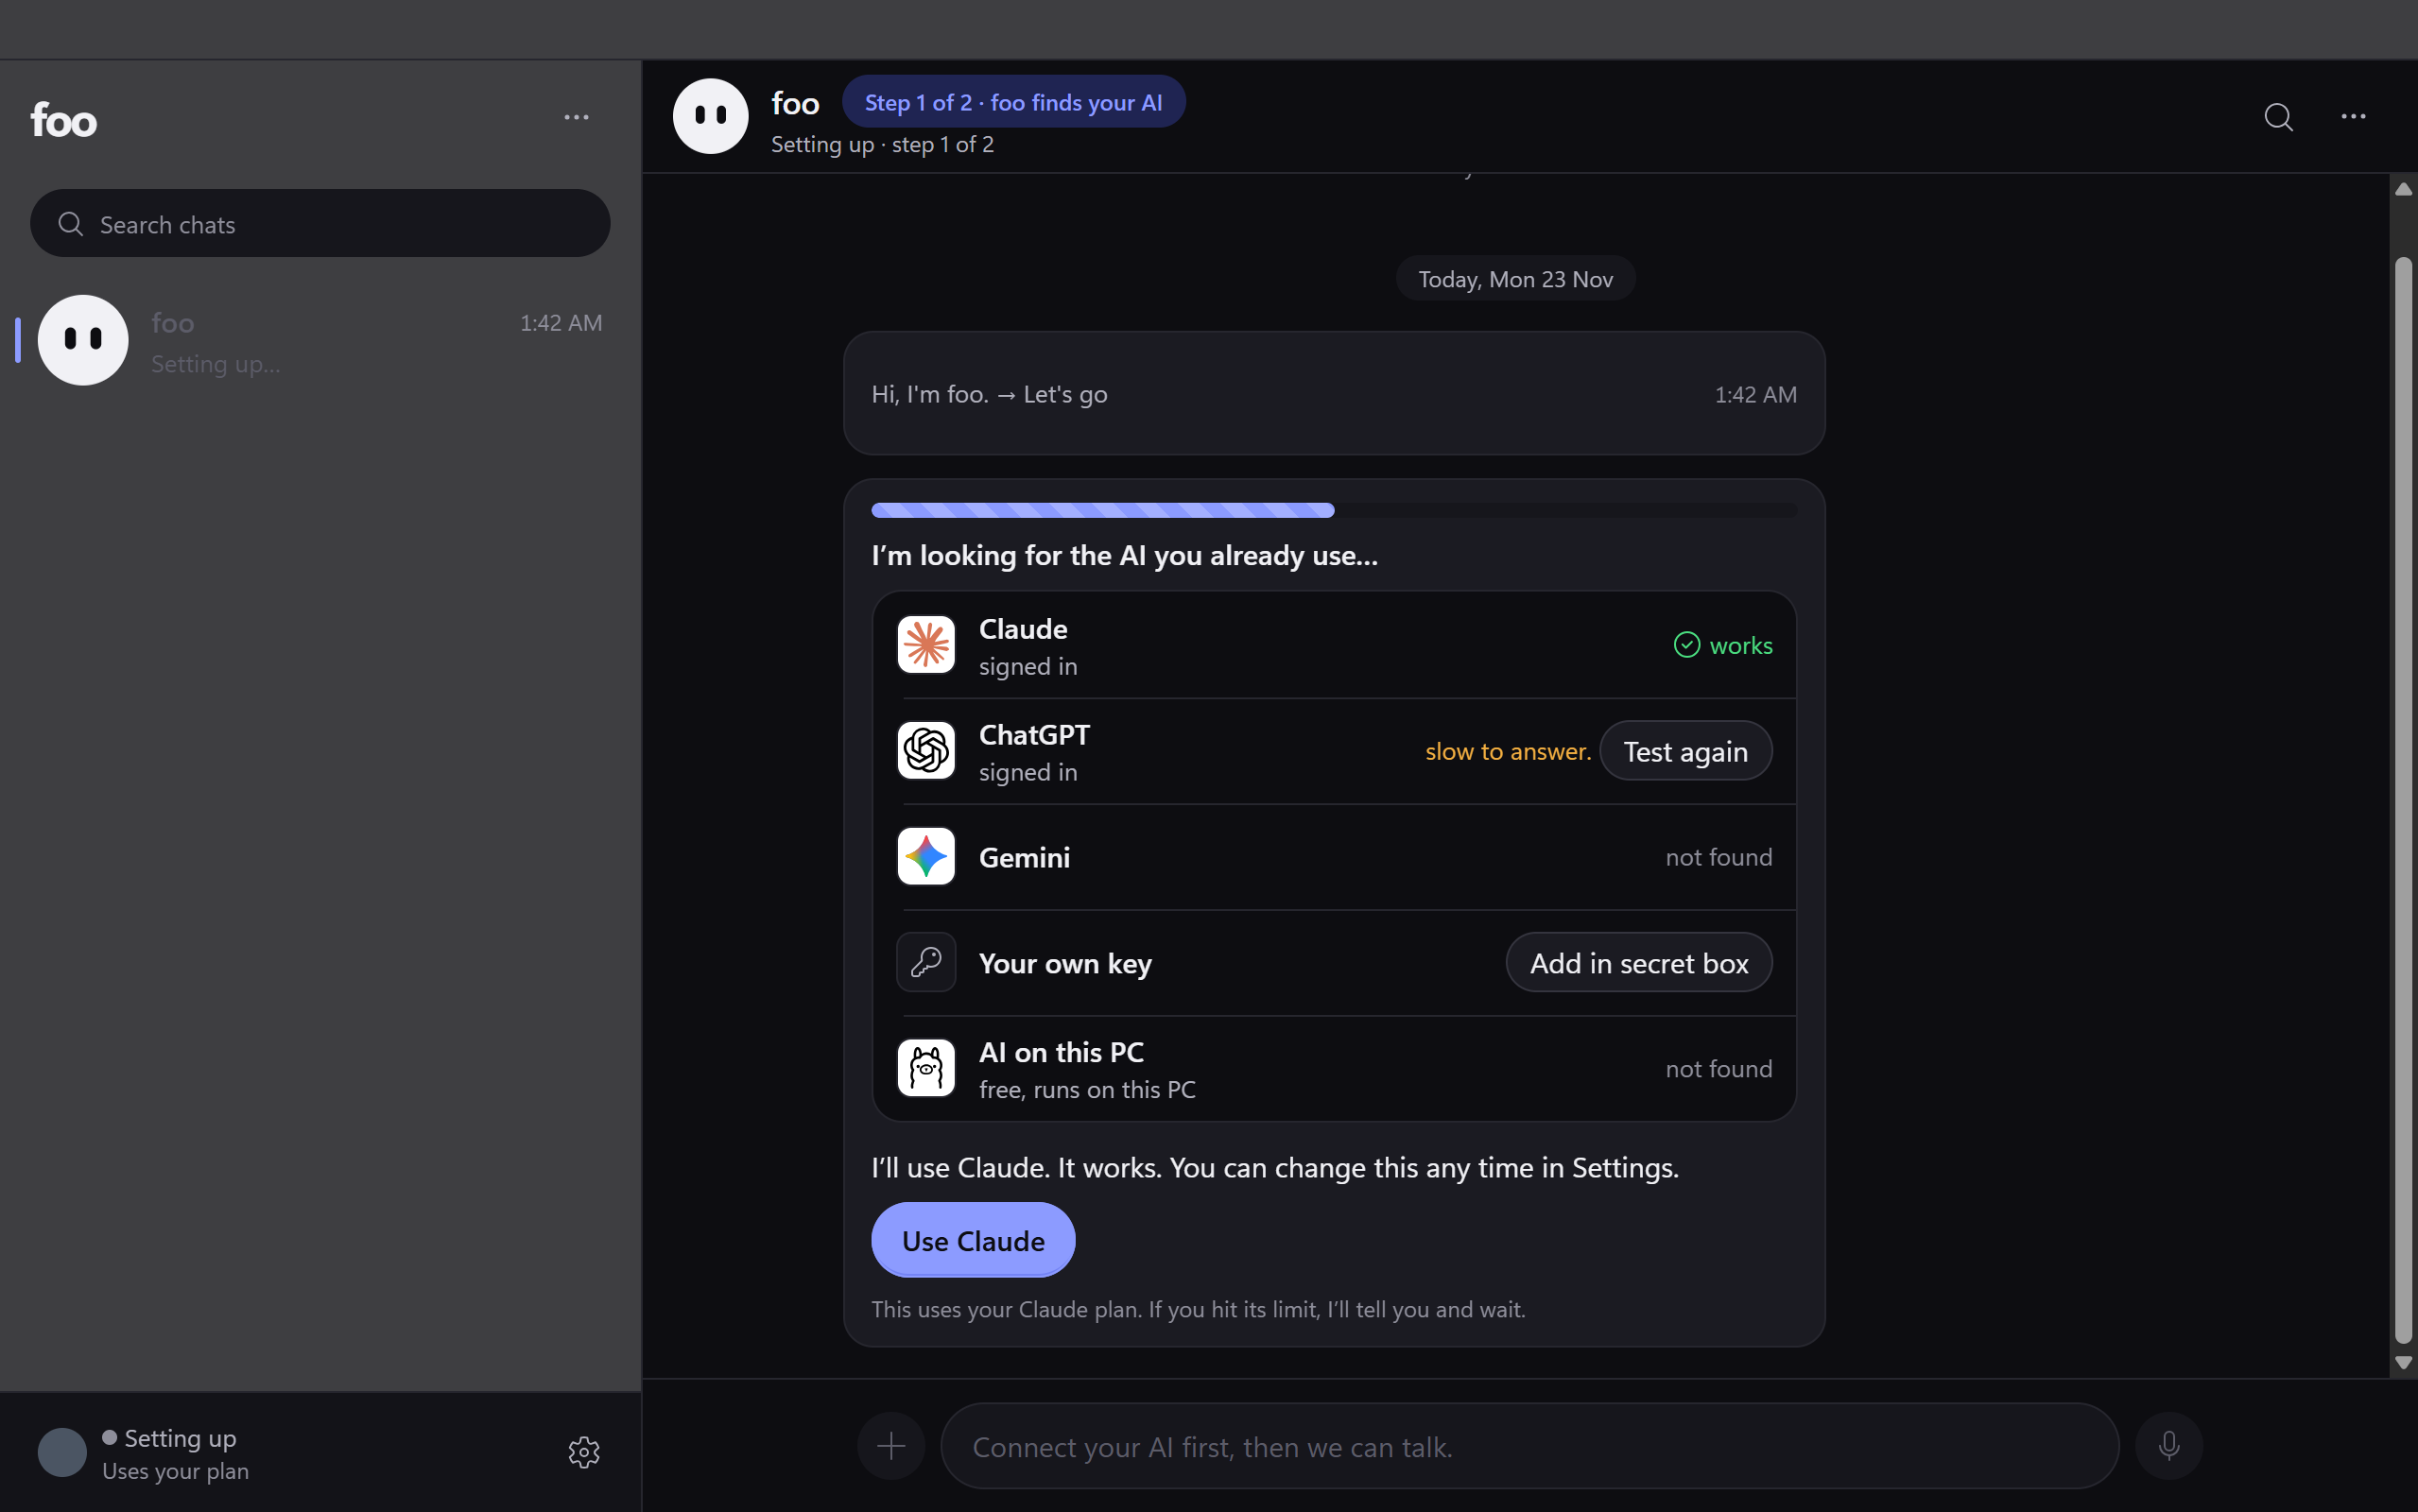 foo
Search chats
foo
1:42 AM
Setting up...
Setting up
Uses your plan
foo
Step 1 of 2 · foo finds your AI
Setting up · step 1 of 2
Today, Mon 23 Nov
Hi, I'm foo. → Let's go
1:42 AM
I’m looking for the AI you already use...
Claude
signed in
works
ChatGPT
signed in
slow to answer.
Test again
Gemini
not found
Your own key
Add in secret box
AI on this PC
free, runs on this PC
not found
I’ll use Claude. It works. You can change this any time in Settings.
Use Claude
This uses your Claude plan. If you hit its limit, I’ll tell you and wait.
Connect your AI first, then we can talk.